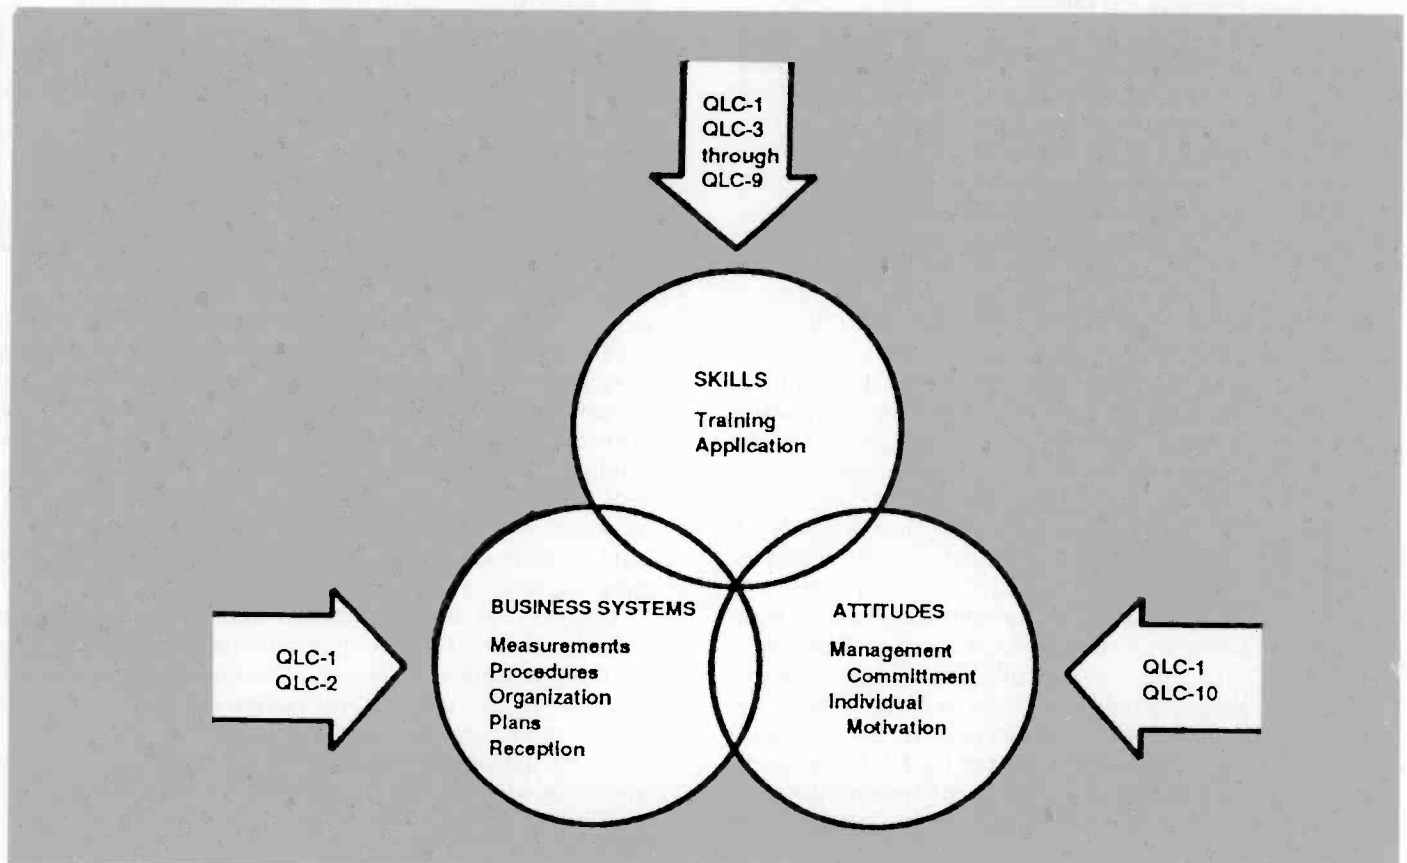 QLC-1
QLC-3
through
QLC-9
SKILLS
Training
Application
BUSINESS SYSTEMS
Measurements
Procedures
Organization
Plans
Reception
ATTITUDES
Management
Committment
Individual
Motivation
QLC-1
QLC-2
QLC-1
QLC-10